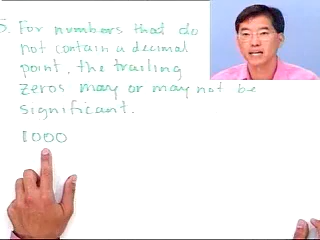 5. For numbers that do
not contain a decimal
point, the trailing
zeros may or may not be
significant.
1000